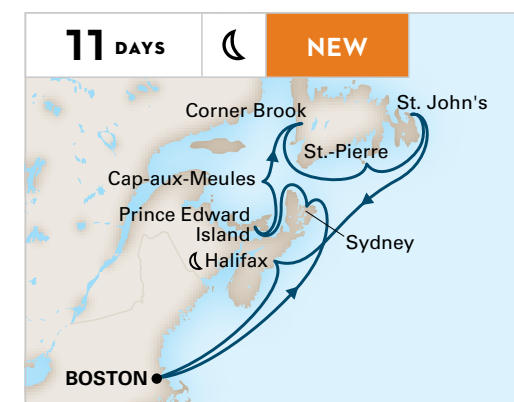 11 DAYS
NEW
Corner Brook
St. John's
St.-Pierre
Cap-aux-Meules
Prince Edward
Island
Sydney
Halifax
BOSTON